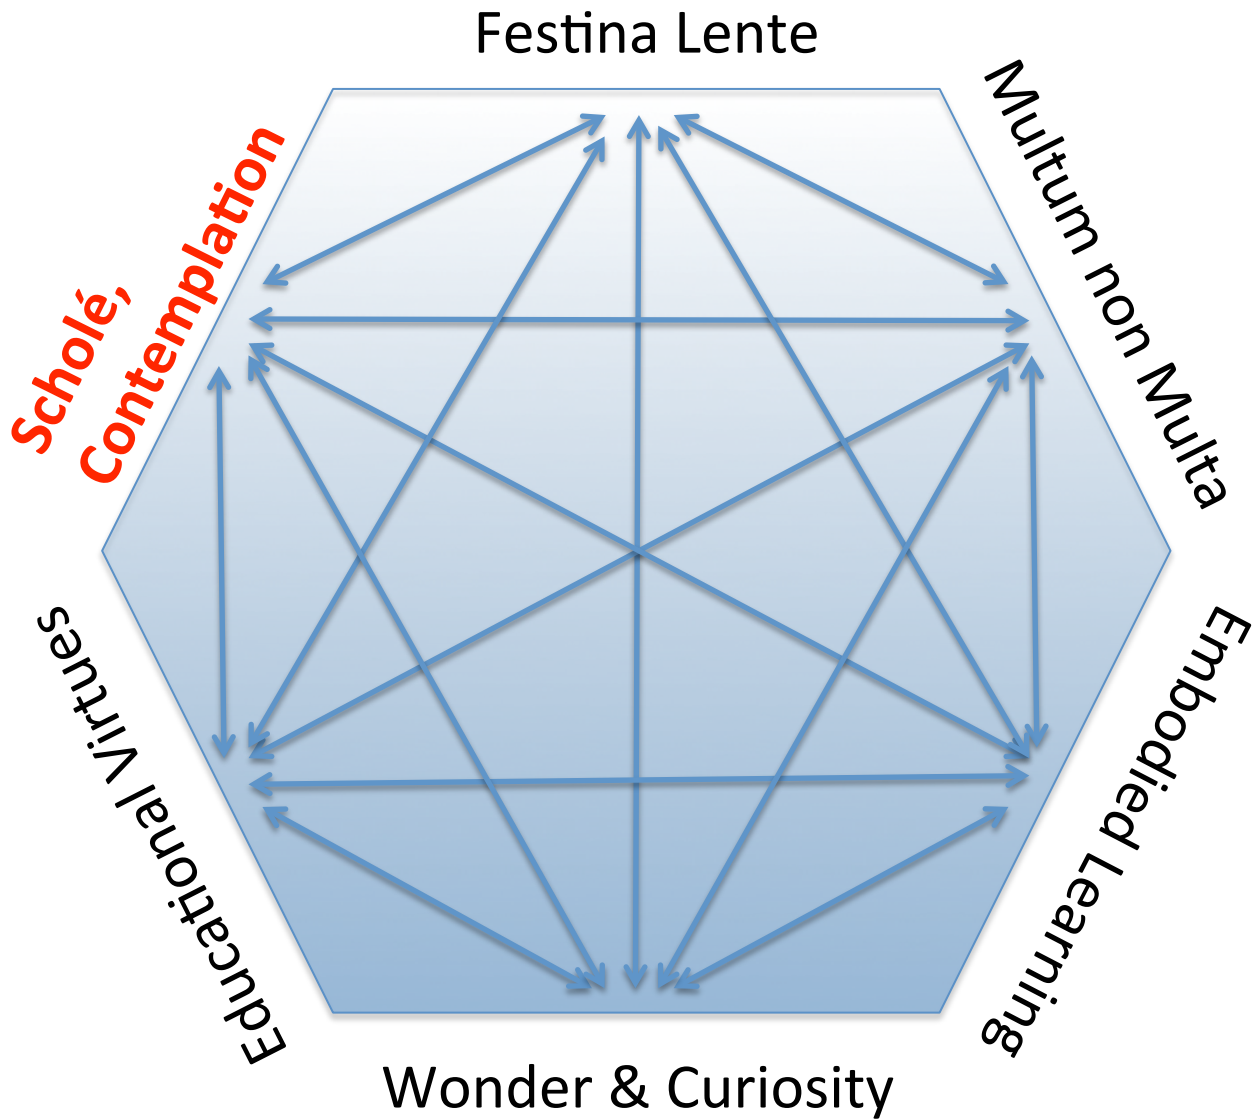 Festina Lente
Multum non Multa
Embodied Learning
Wonder & Curiosity
Educational Virtues
Scholé,
Contemplation